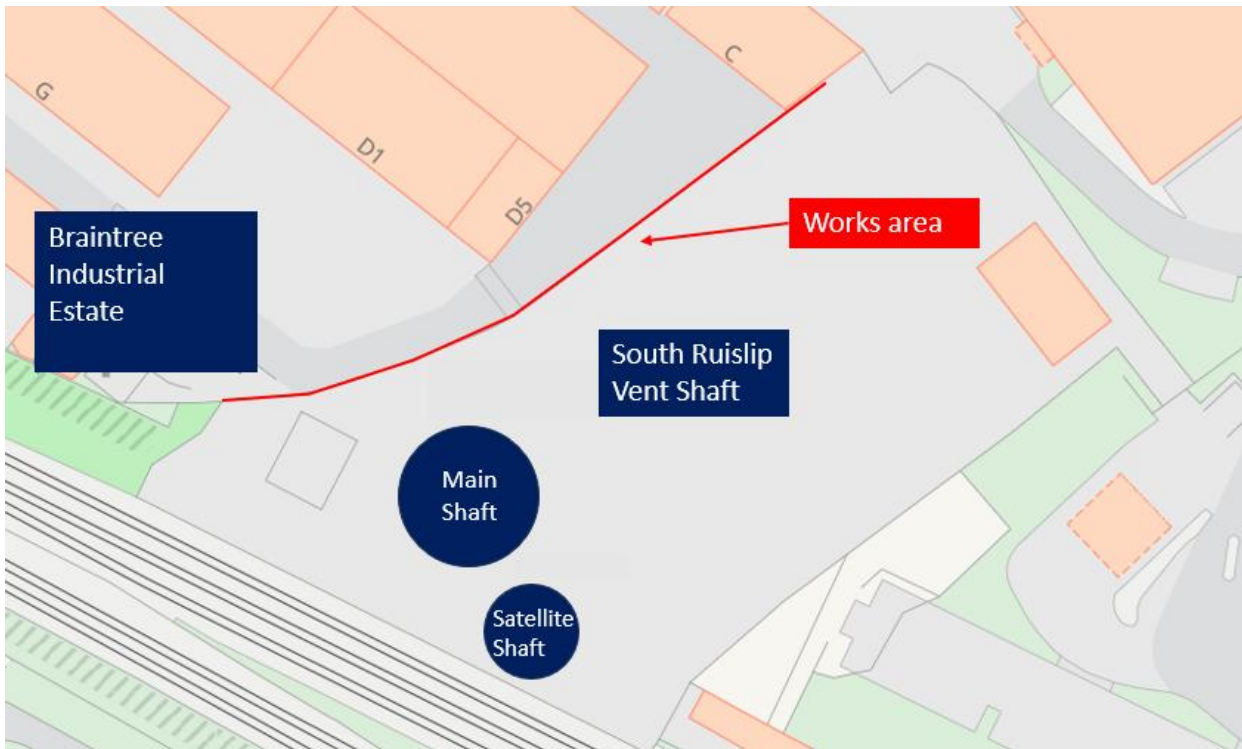 C
G
D1
D5
Braintree
Industrial
Estate
Works area
South Ruislip
Vent Shaft
Main
Shaft
Satellite
Shaft